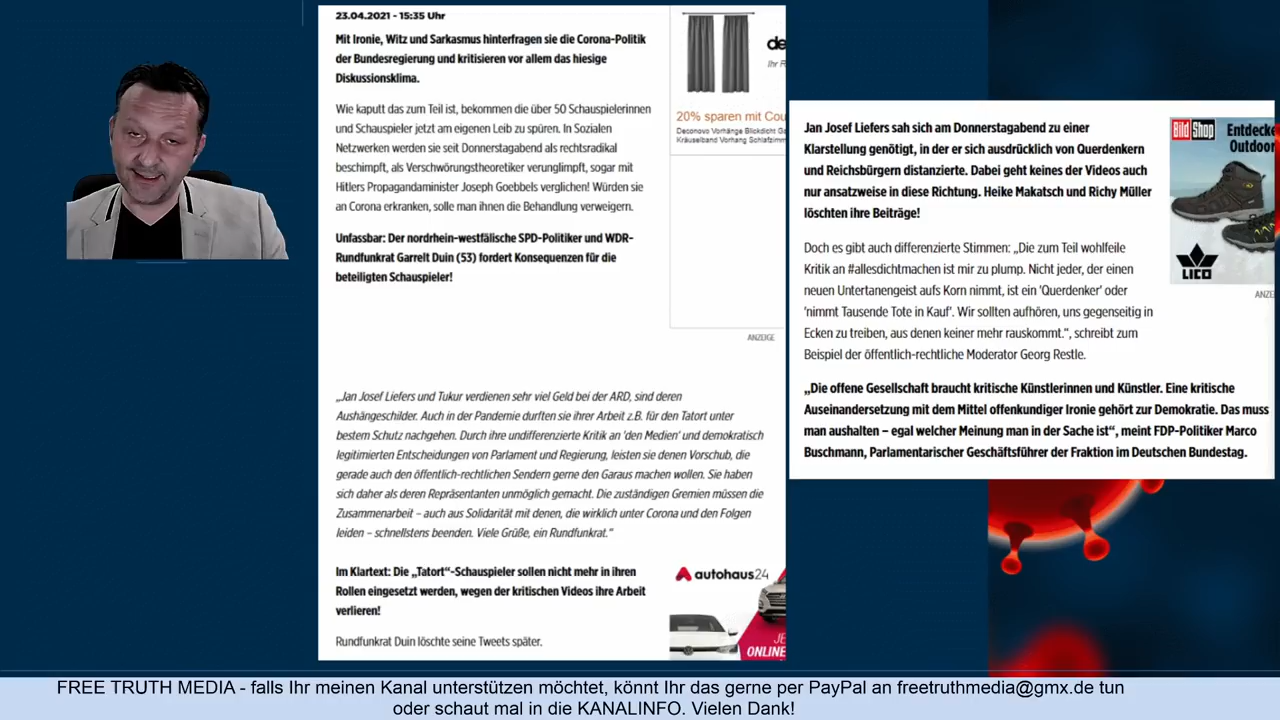 23.04.2021 - 15:35 Uhr
Mit Ironie, Witz und Sarkasmus hinterfragen sie die Corona-Politik
der Bundesregierung und kritisieren vor allem das hiesige
Diskussionsklima.
Wie kaputt das zum Teil ist, bekommen die über 50 Schauspielerinnen
und Schauspieler jetzt am eigenen Leib zu spüren. In Sozialen
Netzwerken werden sie seit Donnerstagabend als rechtsradikal
beschimpft, als Verschwörungstheoretiker verunglimpft, sogar mit
Hitlers Propagandaminister Joseph Goebbels verglichen! Würden sie
an Corona erkranken, solle man ihnen die Behandlung verweigern.
Unfassbar: Der nordrhein-westfälische SPD-Politiker und WDR-
Rundfunkrat Garrelt Duin (53) fordert Konsequenzen für die
beteiligten Schauspieler!
„Jan Josef Liefers und Tukur verdienen sehr viel Geld bei der ARD, sind deren
Aushängeschilder. Auch in der Pandemie durften sie ihrer Arbeit z.B. für den Tatort unter
bestem Schutz nachgehen. Durch ihre undifferenzierte Kritik an 'den Medien' und demokratisch
legitimierten Entscheidungen von Parlament und Regierung, leisten sie denen Vorschub, die
gerade auch den öffentlich-rechtlichen Sendern gerne den Garaus machen wollen. Sie haben
sich daher als deren Repräsentanten unmöglich gemacht. Die zuständigen Gremien müssen die
Zusammenarbeit – auch aus Solidarität mit denen, die wirklich unter Corona und den Folgen
leiden – schnellstens beenden. Viele Grüße, ein Rundfunkrat.“
Im Klartext: Die „Tatort“-Schauspieler sollen nicht mehr in ihren
Rollen eingesetzt werden, wegen der kritischen Videos ihre Arbeit
verlieren!
Rundfunkrat Duin löschte seine Tweets später.
de
Ihr
20% sparen mit Cou
Deconovo Vorhänge Blickdicht
Kräuselband Vorhang Schlafzimm
ANZEIGE
autohaus24
JE
ONLINE
Jan Josef Liefers sah sich am Donnerstagabend zu einer
Klarstellung genötigt, in der er sich ausdrücklich von Querdenkern
und Reichsbürgern distanzierte. Dabei geht keines der Videos auch
nur ansatzweise in diese Richtung. Heike Makatsch und Richy Müller
löschten ihre Beiträge!
Doch es gibt auch differenzierte Stimmen: „Die zum Teil wohlfeile
Kritik an #allesdichtmachen ist mir zu plump. Nicht jeder, der einen
neuen Untertanengeist aufs Korn nimmt, ist ein 'Querdenker' oder
'nimmt Tausende Tote in Kauf'. Wir sollten aufhören, uns gegenseitig in
Ecken zu treiben, aus denen keiner mehr rauskommt.“, schreibt zum
Beispiel der öffentlich-rechtliche Moderator Georg Restle.
„Die offene Gesellschaft braucht kritische Künstlerinnen und Künstler. Eine kritische
Auseinandersetzung mit dem Mittel offenkundiger Ironie gehört zur Demokratie. Das muss
man aushalten – egal welcher Meinung man in der Sache ist“, meint FDP-Politiker Marco
Buschmann, Parlamentarischer Geschäftsführer der Fraktion im Deutschen Bundestag.
Bild Shop
Entdecke
Outdoor
LICO
ANZE
FREE TRUTH MEDIA - falls Ihr meinen Kanal unterstützen möchtet, könnt Ihr das gerne per PayPal an freetruthmedia@gmx.de tun
oder schaut mal in die KANALINFO. Vielen Dank!